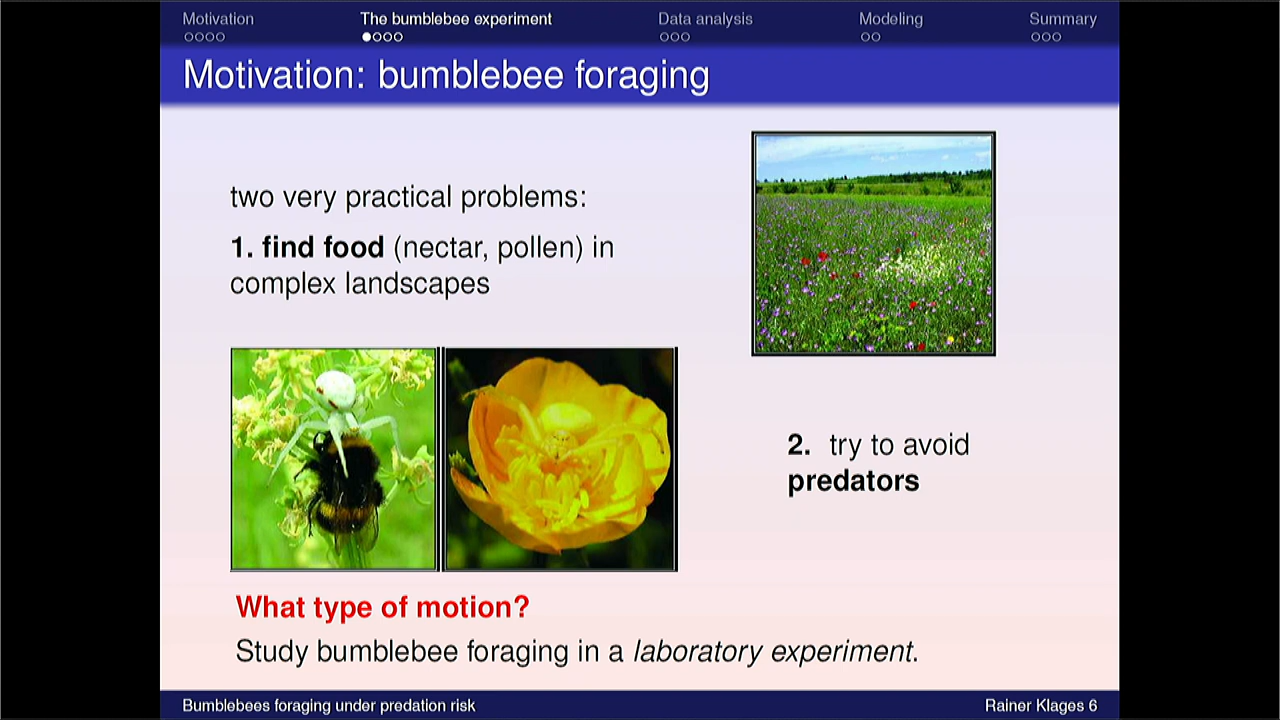 Motivation
The bumblebee experiment
Data analysis
Modeling
Summary
Motivation: bumblebee foraging
two very practical problems:
1. find food (nectar, pollen) in
complex landscapes
2. try to avoid
predators
What type of motion?
Study bumblebee foraging in a laboratory experiment.
Bumblebees foraging under predation risk
Rainer Klages 6